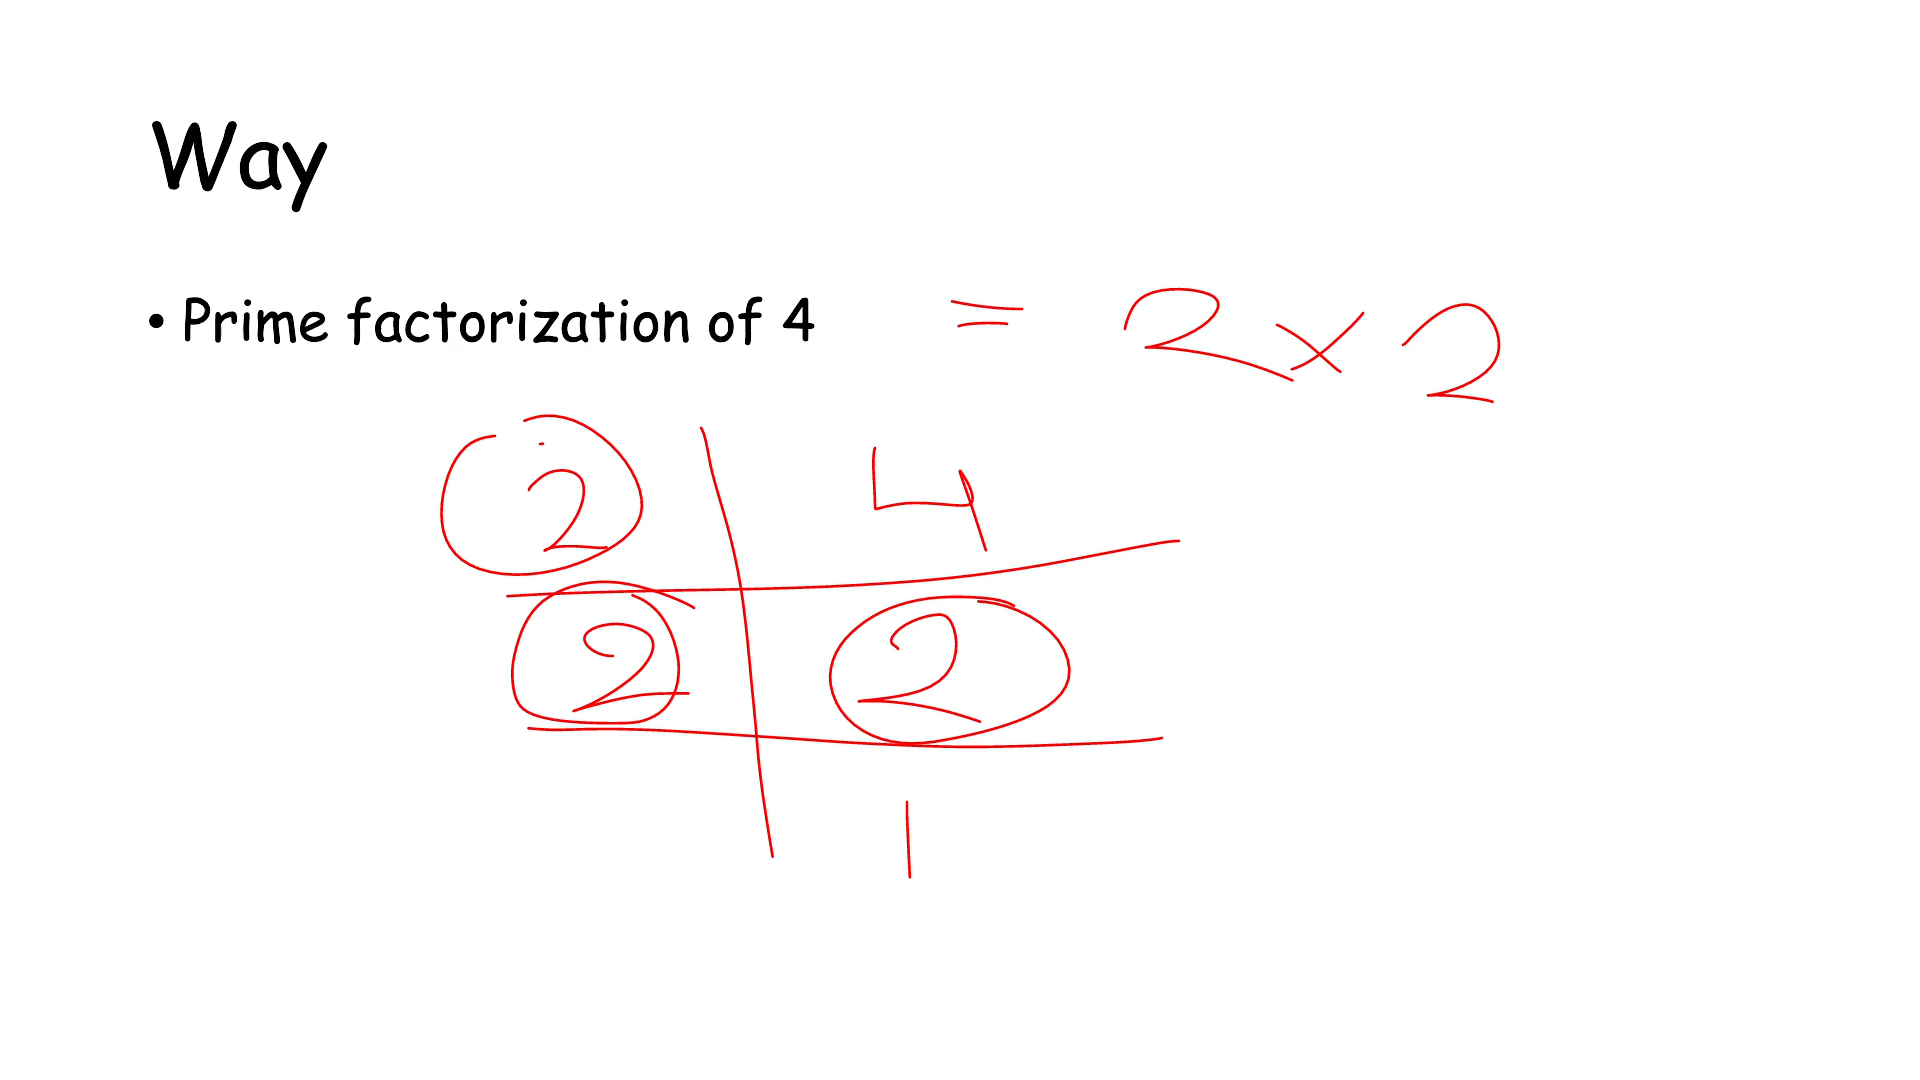 Way
• Prime factorization of 4 = 2 × 2
2 4
2 2
1